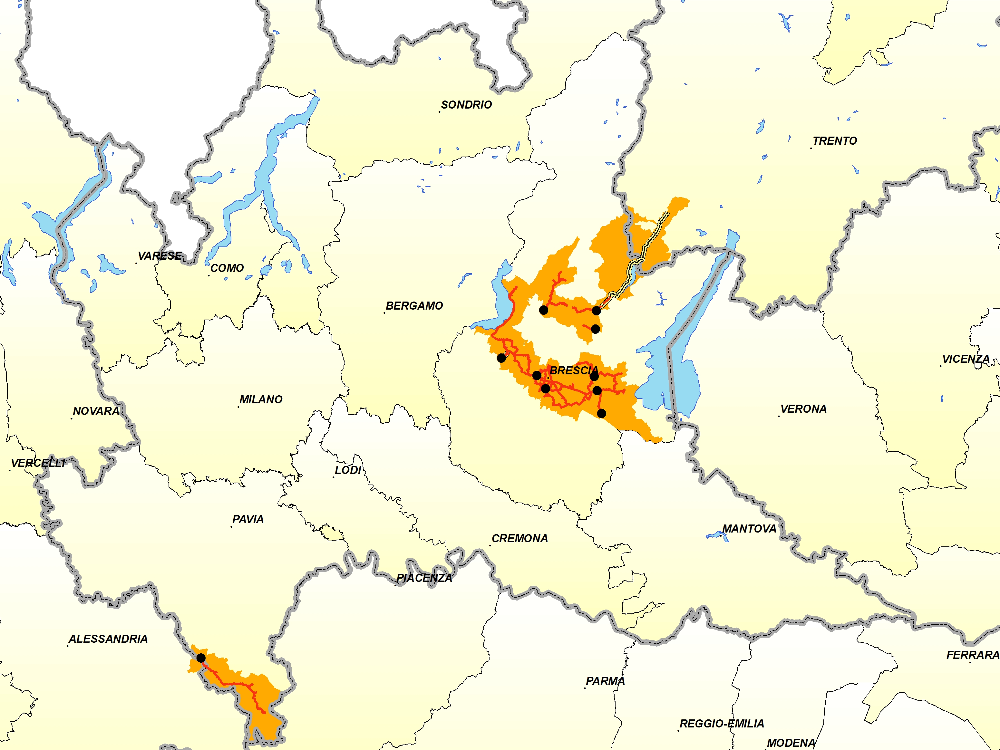 SONDRIO
TRENTO
VARESE
COMO
BERGAMO
VICENZA
BRESCIA
MILANO
VERONA
NOVARA
VERCELLI
LODI
PAVIA
MANTOVA
CREMONA
PIACENZA
ALESSANDRIA
FERRARA
PARMA
REGGIO-EMILIA
MODENA